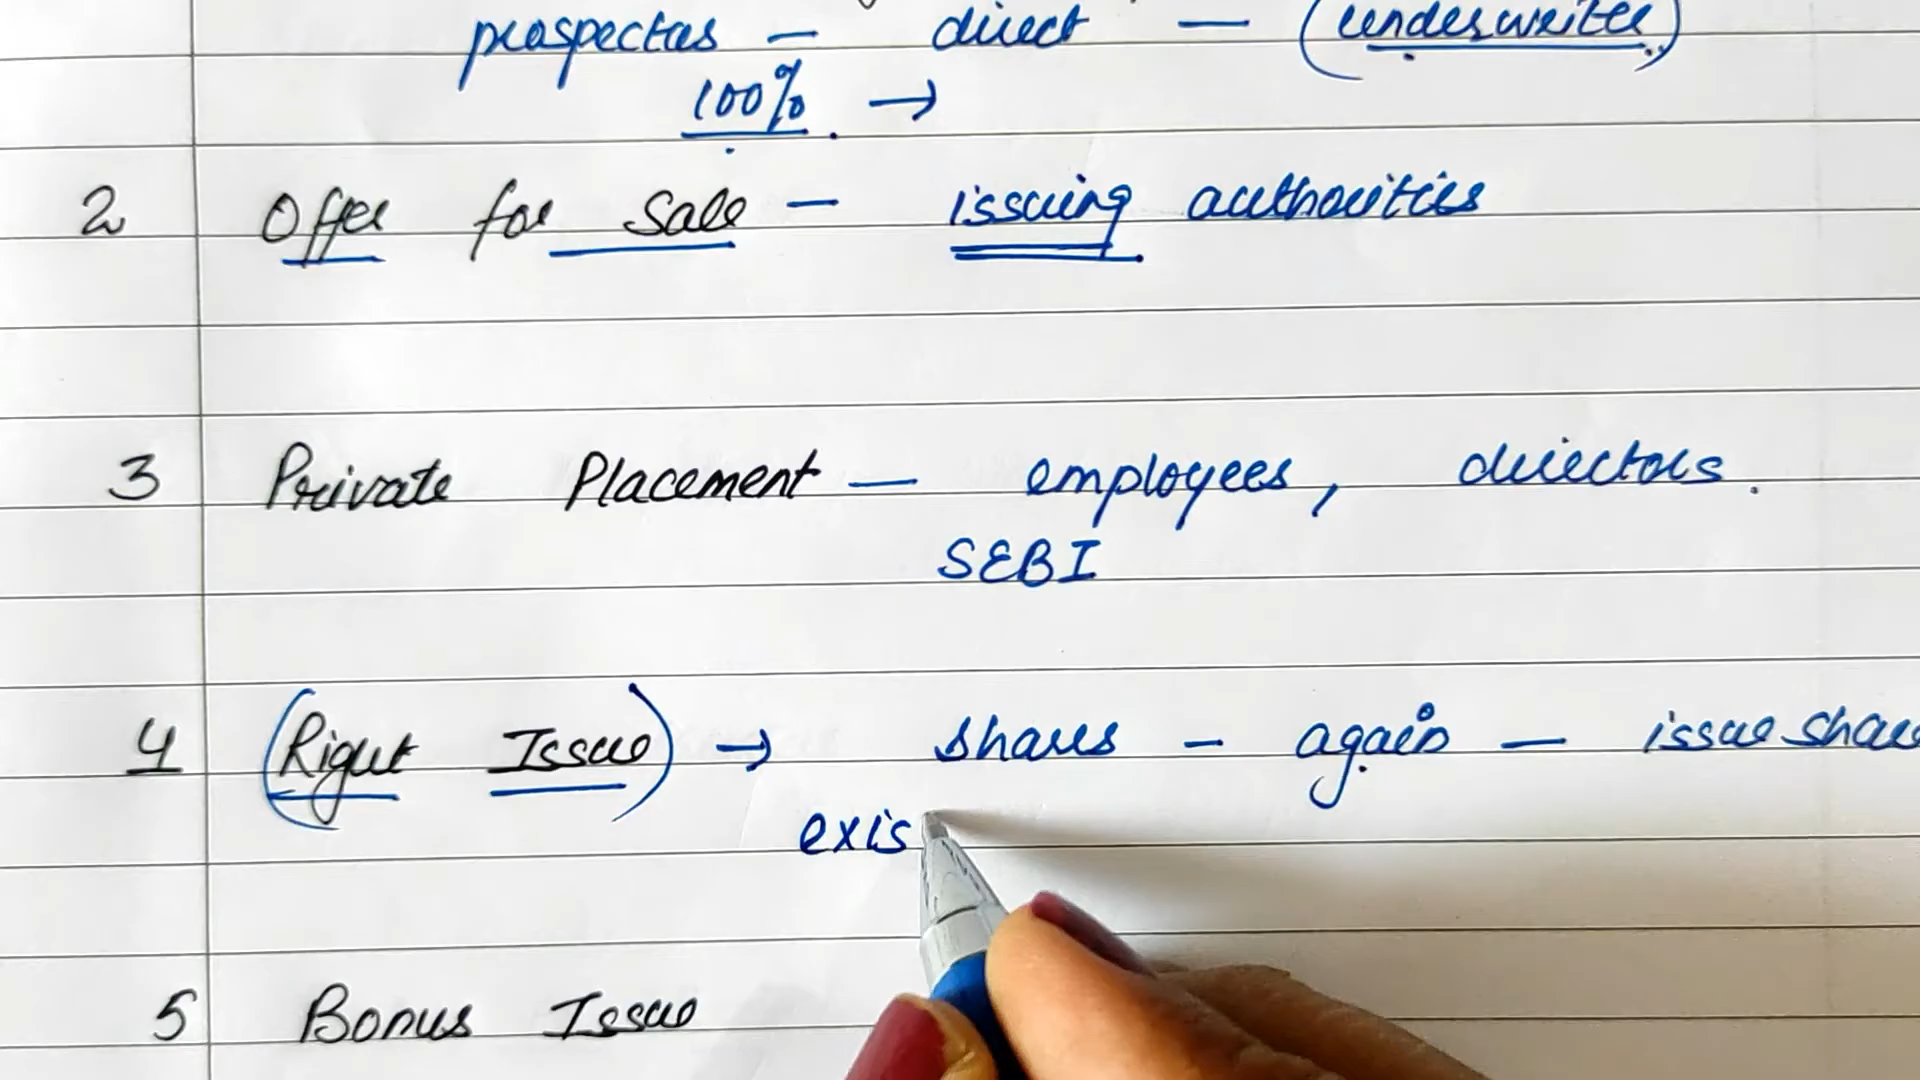 prospectus – direct – (underwriter)
100% →
2 Offer for Sale – issuing authorities
3 Private Placement – employees, directors.
SEBI
4 (Right Issue) → shares – again – issue share
exis
5 Bonus Issue